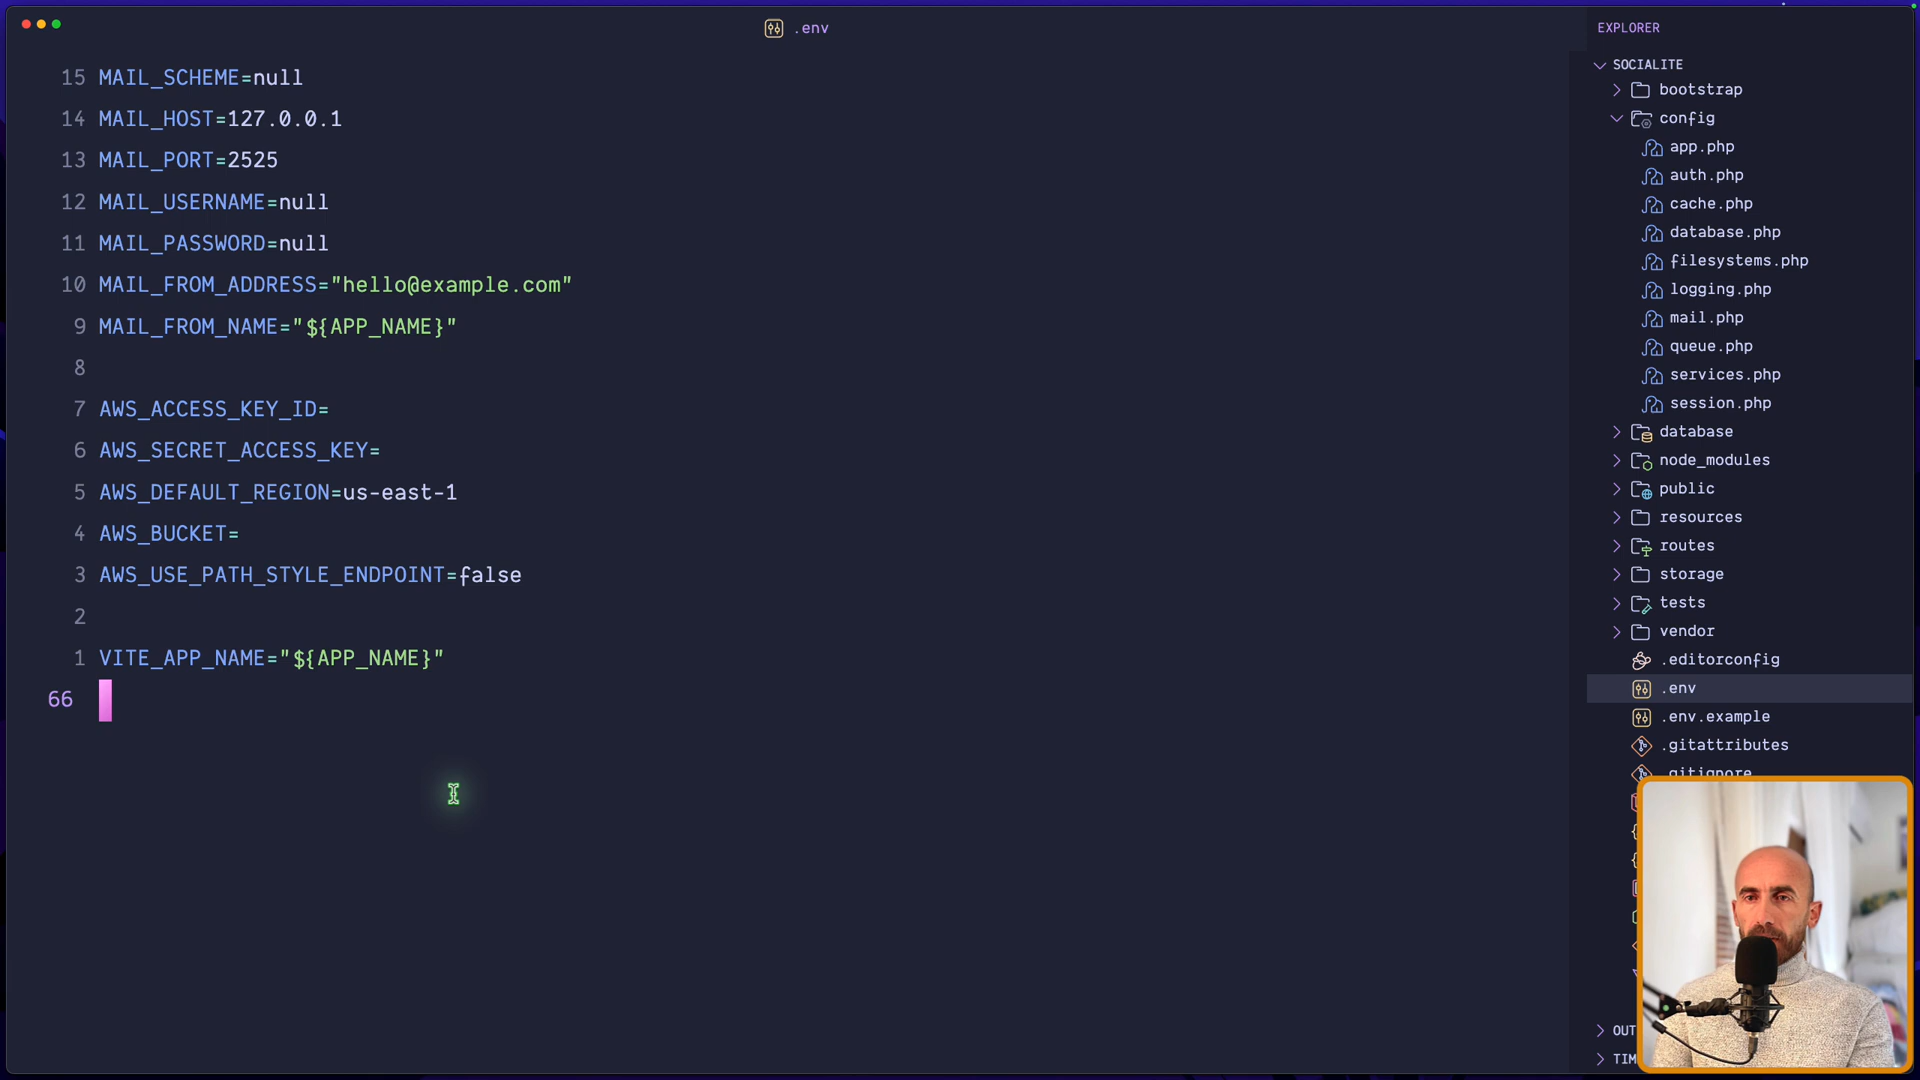 .env
15 MAIL_SCHEME=null
14 MAIL_HOST=127.0.0.1
13 MAIL_PORT=2525
12 MAIL_USERNAME=null
11 MAIL_PASSWORD=null
10 MAIL_FROM_ADDRESS="hello@example.com"
9 MAIL_FROM_NAME="${APP_NAME}"
8
7 AWS_ACCESS_KEY_ID=
6 AWS_SECRET_ACCESS_KEY=
5 AWS_DEFAULT_REGION=us-east-1
4 AWS_BUCKET=
3 AWS_USE_PATH_STYLE_ENDPOINT=false
2
1 VITE_APP_NAME="${APP_NAME}"
66
EXPLORER
SOCIALITE
bootstrap
config
app.php
auth.php
cache.php
database.php
filesystems.php
logging.php
mail.php
queue.php
services.php
session.php
database
node_modules
public
resources
routes
storage
tests
vendor
.editorconfig
.env
.env.example
.gitattributes
.gitignore
OUT
TIM